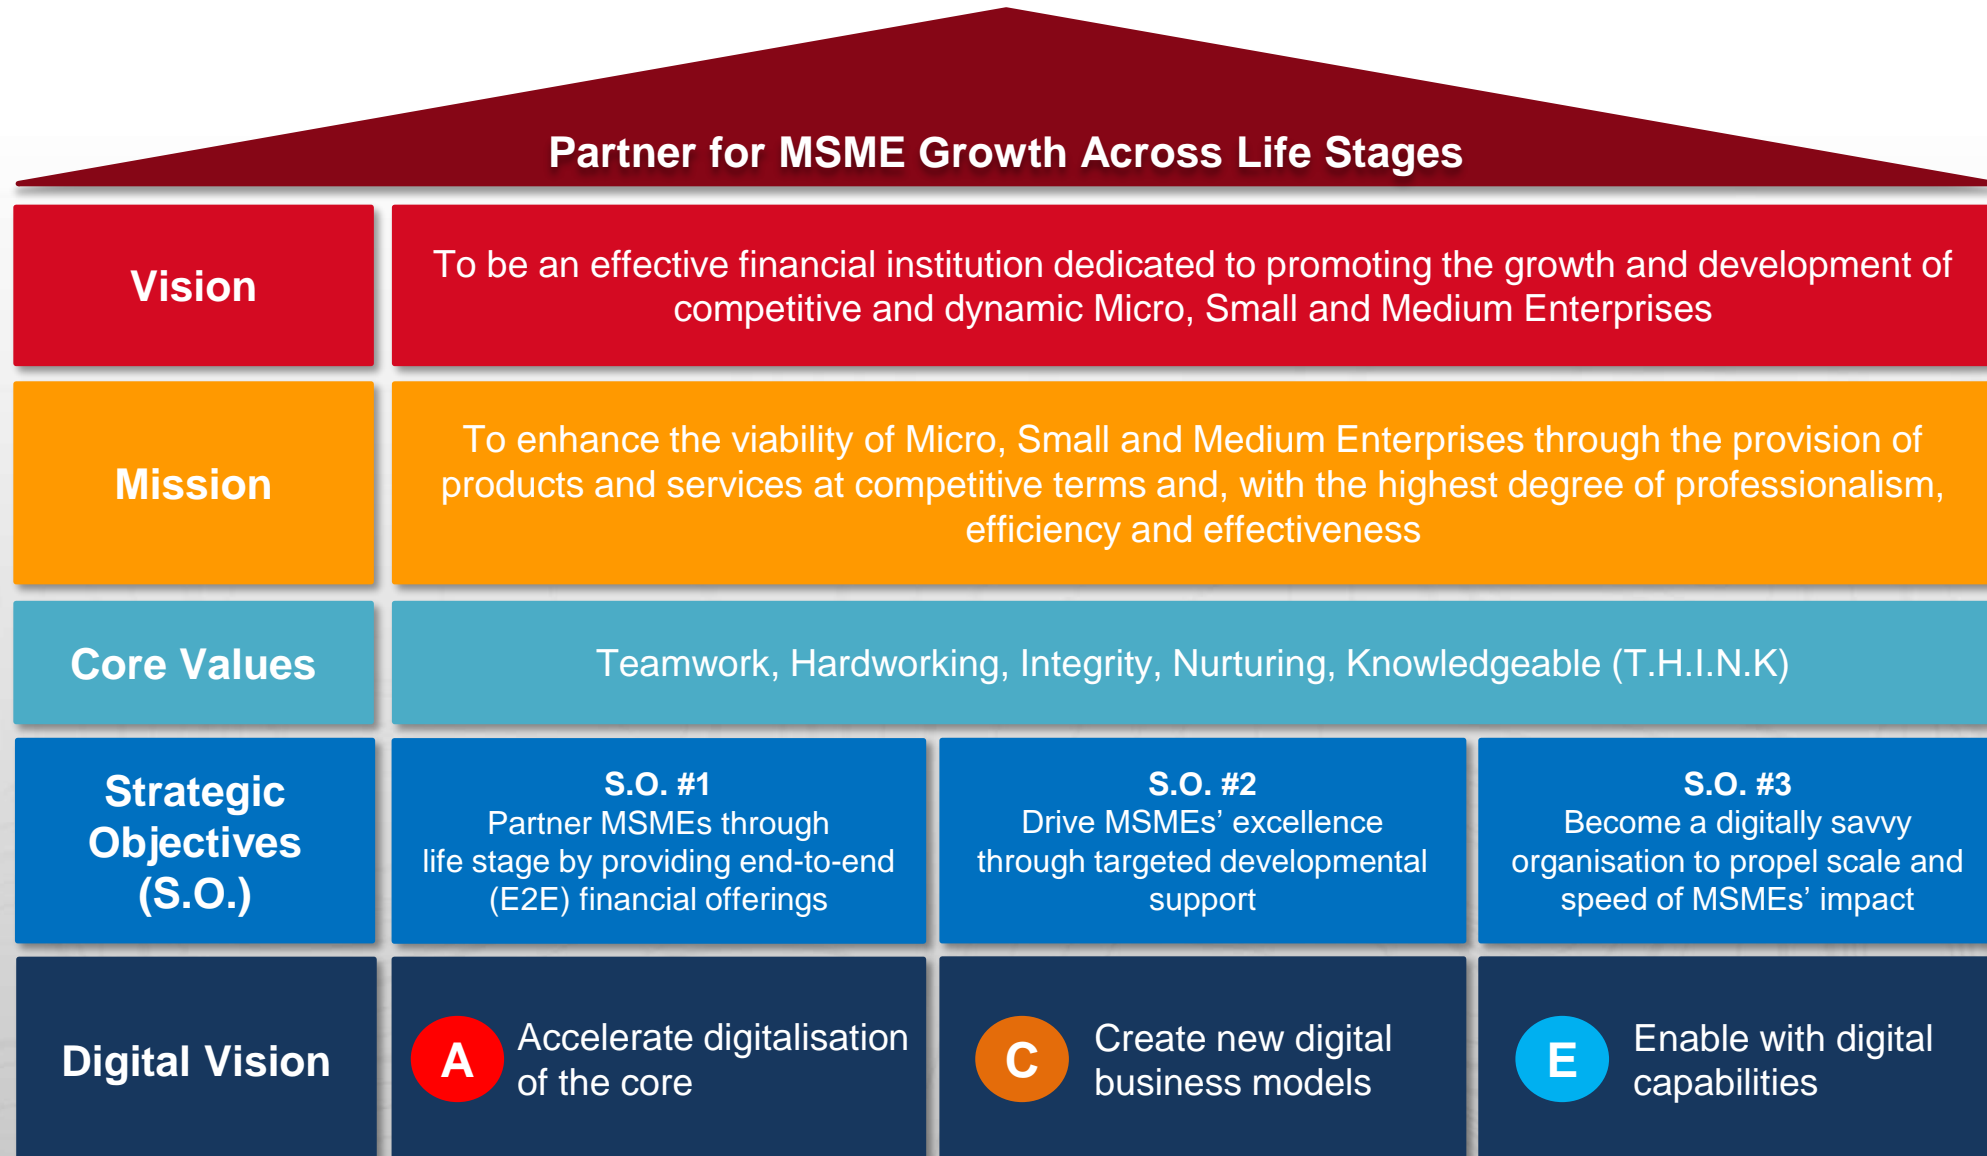 Partner for MSME Growth Across Life Stages
Vision
To be an effective financial institution dedicated to promoting the growth and development of
competitive and dynamic Micro, Small and Medium Enterprises
Mission
To enhance the viability of Micro, Small and Medium Enterprises through the provision of
products and services at competitive terms and, with the highest degree of professionalism,
efficiency and effectiveness
Core Values
Teamwork, Hardworking, Integrity, Nurturing, Knowledgeable (T.H.I.N.K)
Strategic
Objectives
(S.O.)
S.O. #1
Partner MSMEs through
life stage by providing end-to-end
(E2E) financial offerings
S.O. #2
Drive MSMEs’ excellence
through targeted developmental
support
S.O. #3
Become a digitally savvy
organisation to propel scale and
speed of MSMEs’ impact
Digital Vision
A
Accelerate digitalisation
of the core
C
Create new digital
business models
E
Enable with digital
capabilities